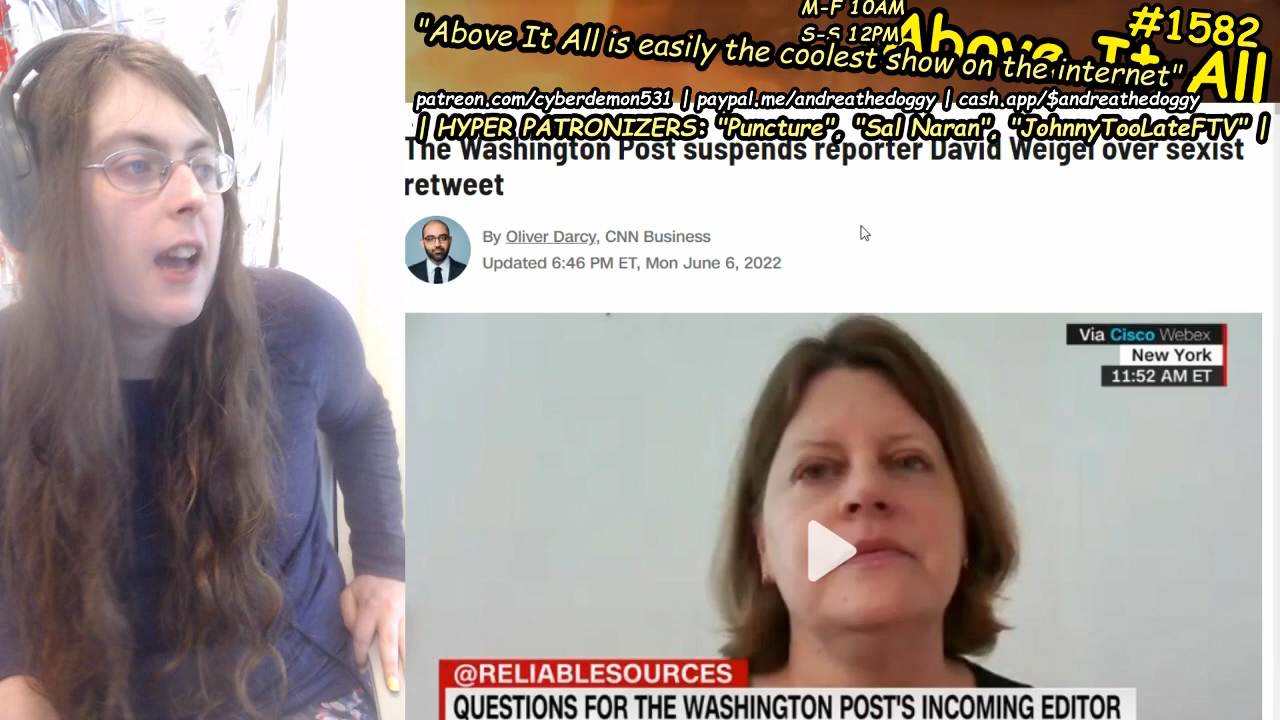 M-F 10AM
S-S 12PM
Above It All
#1582
"Above It All is easily the coolest show on the internet"
patreon.com/cyberdemon531 | paypal.me/andreathedoggy | cash.app/$andreathedoggy
| HYPER PATRONIZERS: "Puncture", "Sal Naran", "JohnnyTooLateFTV" |
The Washington Post suspends reporter David Weigel over sexist
retweet
By Oliver Darcy, CNN Business
Updated 6:46 PM ET, Mon June 6, 2022
Via Cisco Webex
New York
11:52 AM ET
@RELIABLESOURCES
QUESTIONS FOR THE WASHINGTON POST'S INCOMING EDITOR